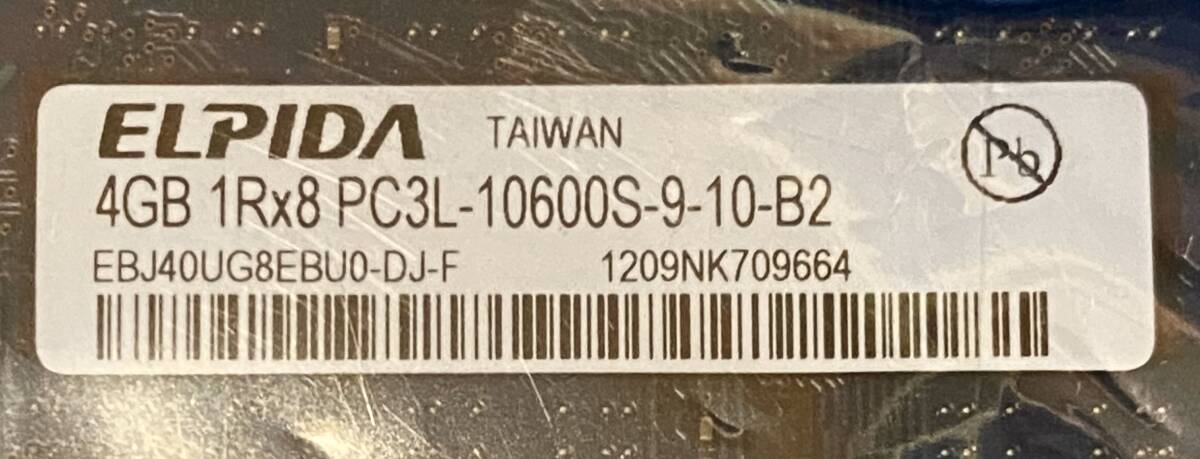 ELPIDA TAIWAN
Pb
4GB 1Rx8 PC3L-10600S-9-10-B2
EBJ40UG8EBU0-DJ-F 1209NK709664